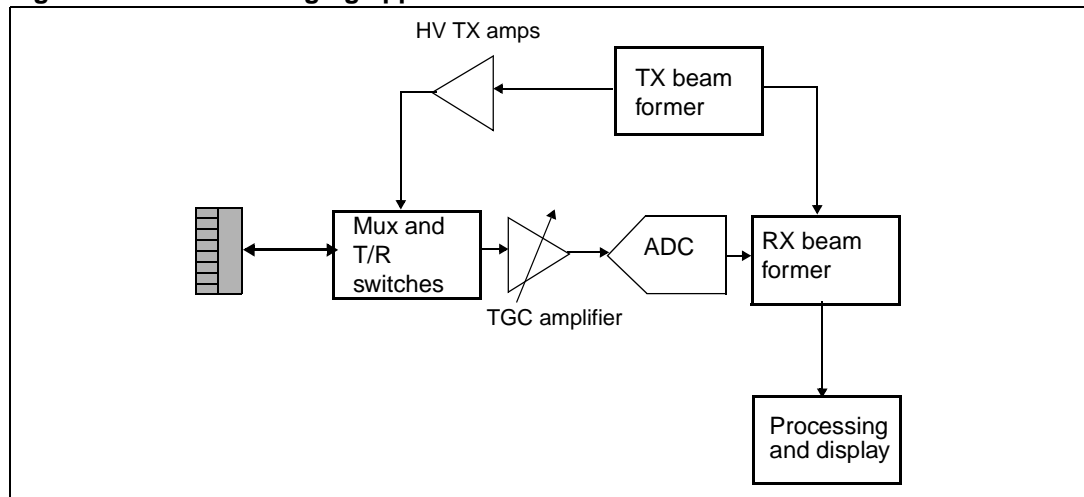 HV TX amps
TX beam
former
Mux and
T/R
switches
TGC amplifier
ADC
RX beam
former
Processing
and display